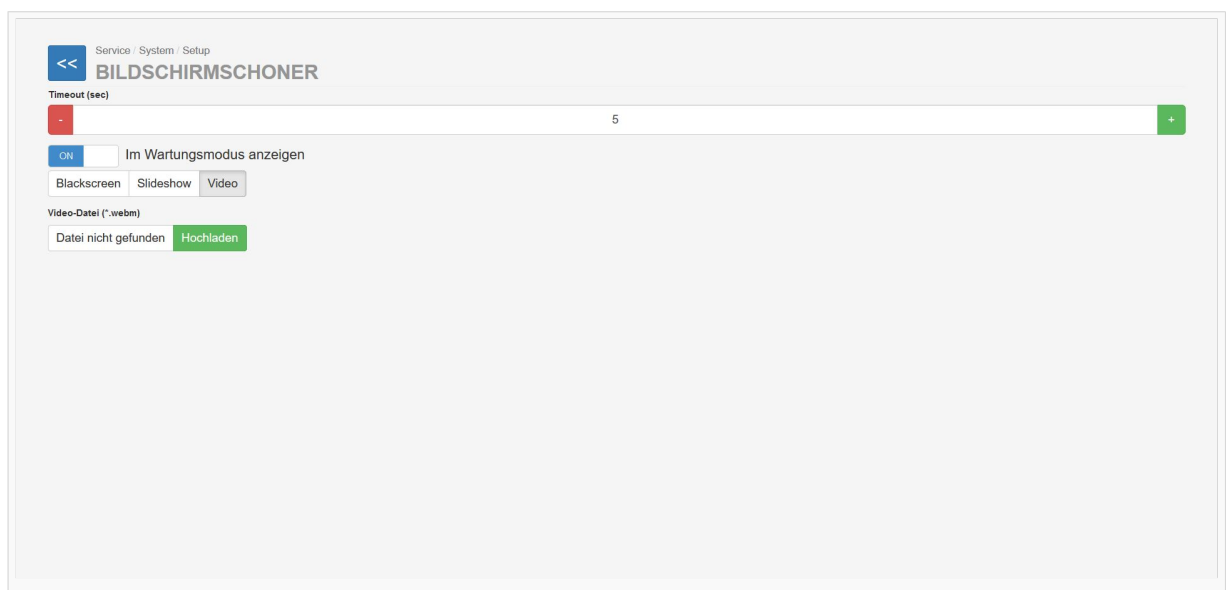 <<
Service / System / Setup
BILDSCHIRMSCHONER
Timeout (sec)
- 5 +
ON Im Wartungsmodus anzeigen
Blackscreen Slideshow Video
Video-Datei (*.webm)
Datei nicht gefunden Hochladen